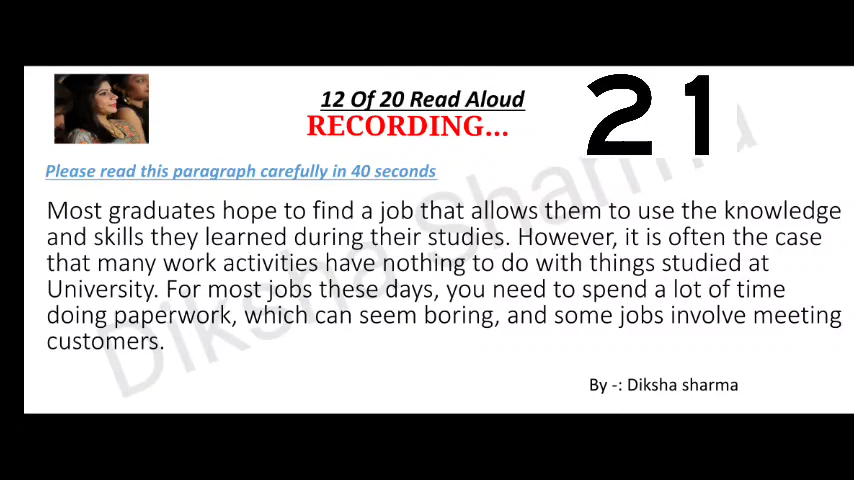 12 Of 20 Read Aloud
RECORDING...
21
Please read this paragraph carefully in 40 seconds
Most graduates hope to find a job that allows them to use the knowledge
and skills they learned during their studies. However, it is often the case
that many work activities have nothing to do with things studied at
University. For most jobs these days, you need to spend a lot of time
doing paperwork, which can seem boring, and some jobs involve meeting
customers.
By -: Diksha sharma
Diksha Sharma